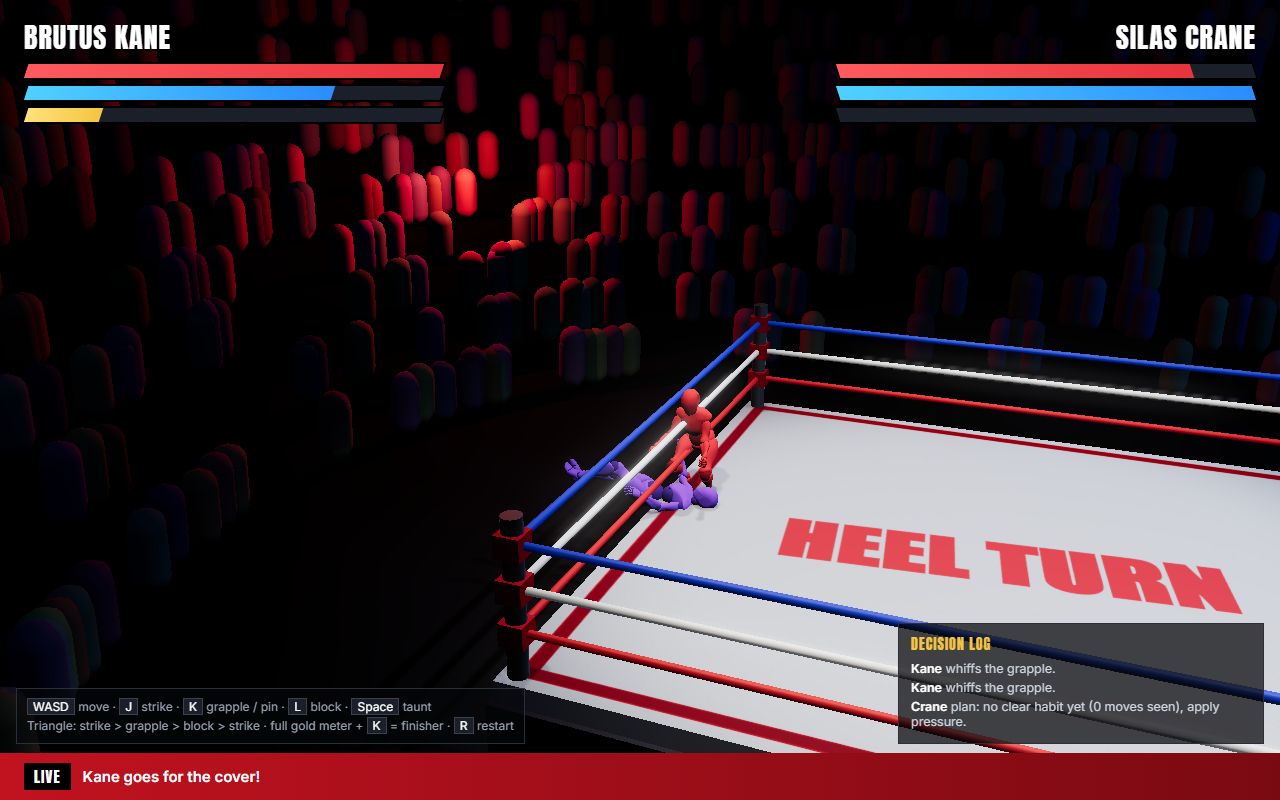 BRUTUS KANE
SILAS CRANE
HEEL TURN
DECISION LOG
Kane whiffs the grapple.
Kane whiffs the grapple.
Crane plan: no clear habit yet (0 moves seen), apply
pressure.
WASD move · J strike · K grapple / pin · L block · Space taunt
Triangle: strike > grapple > block > strike · full gold meter + K = finisher · R restart
LIVE Kane goes for the cover!